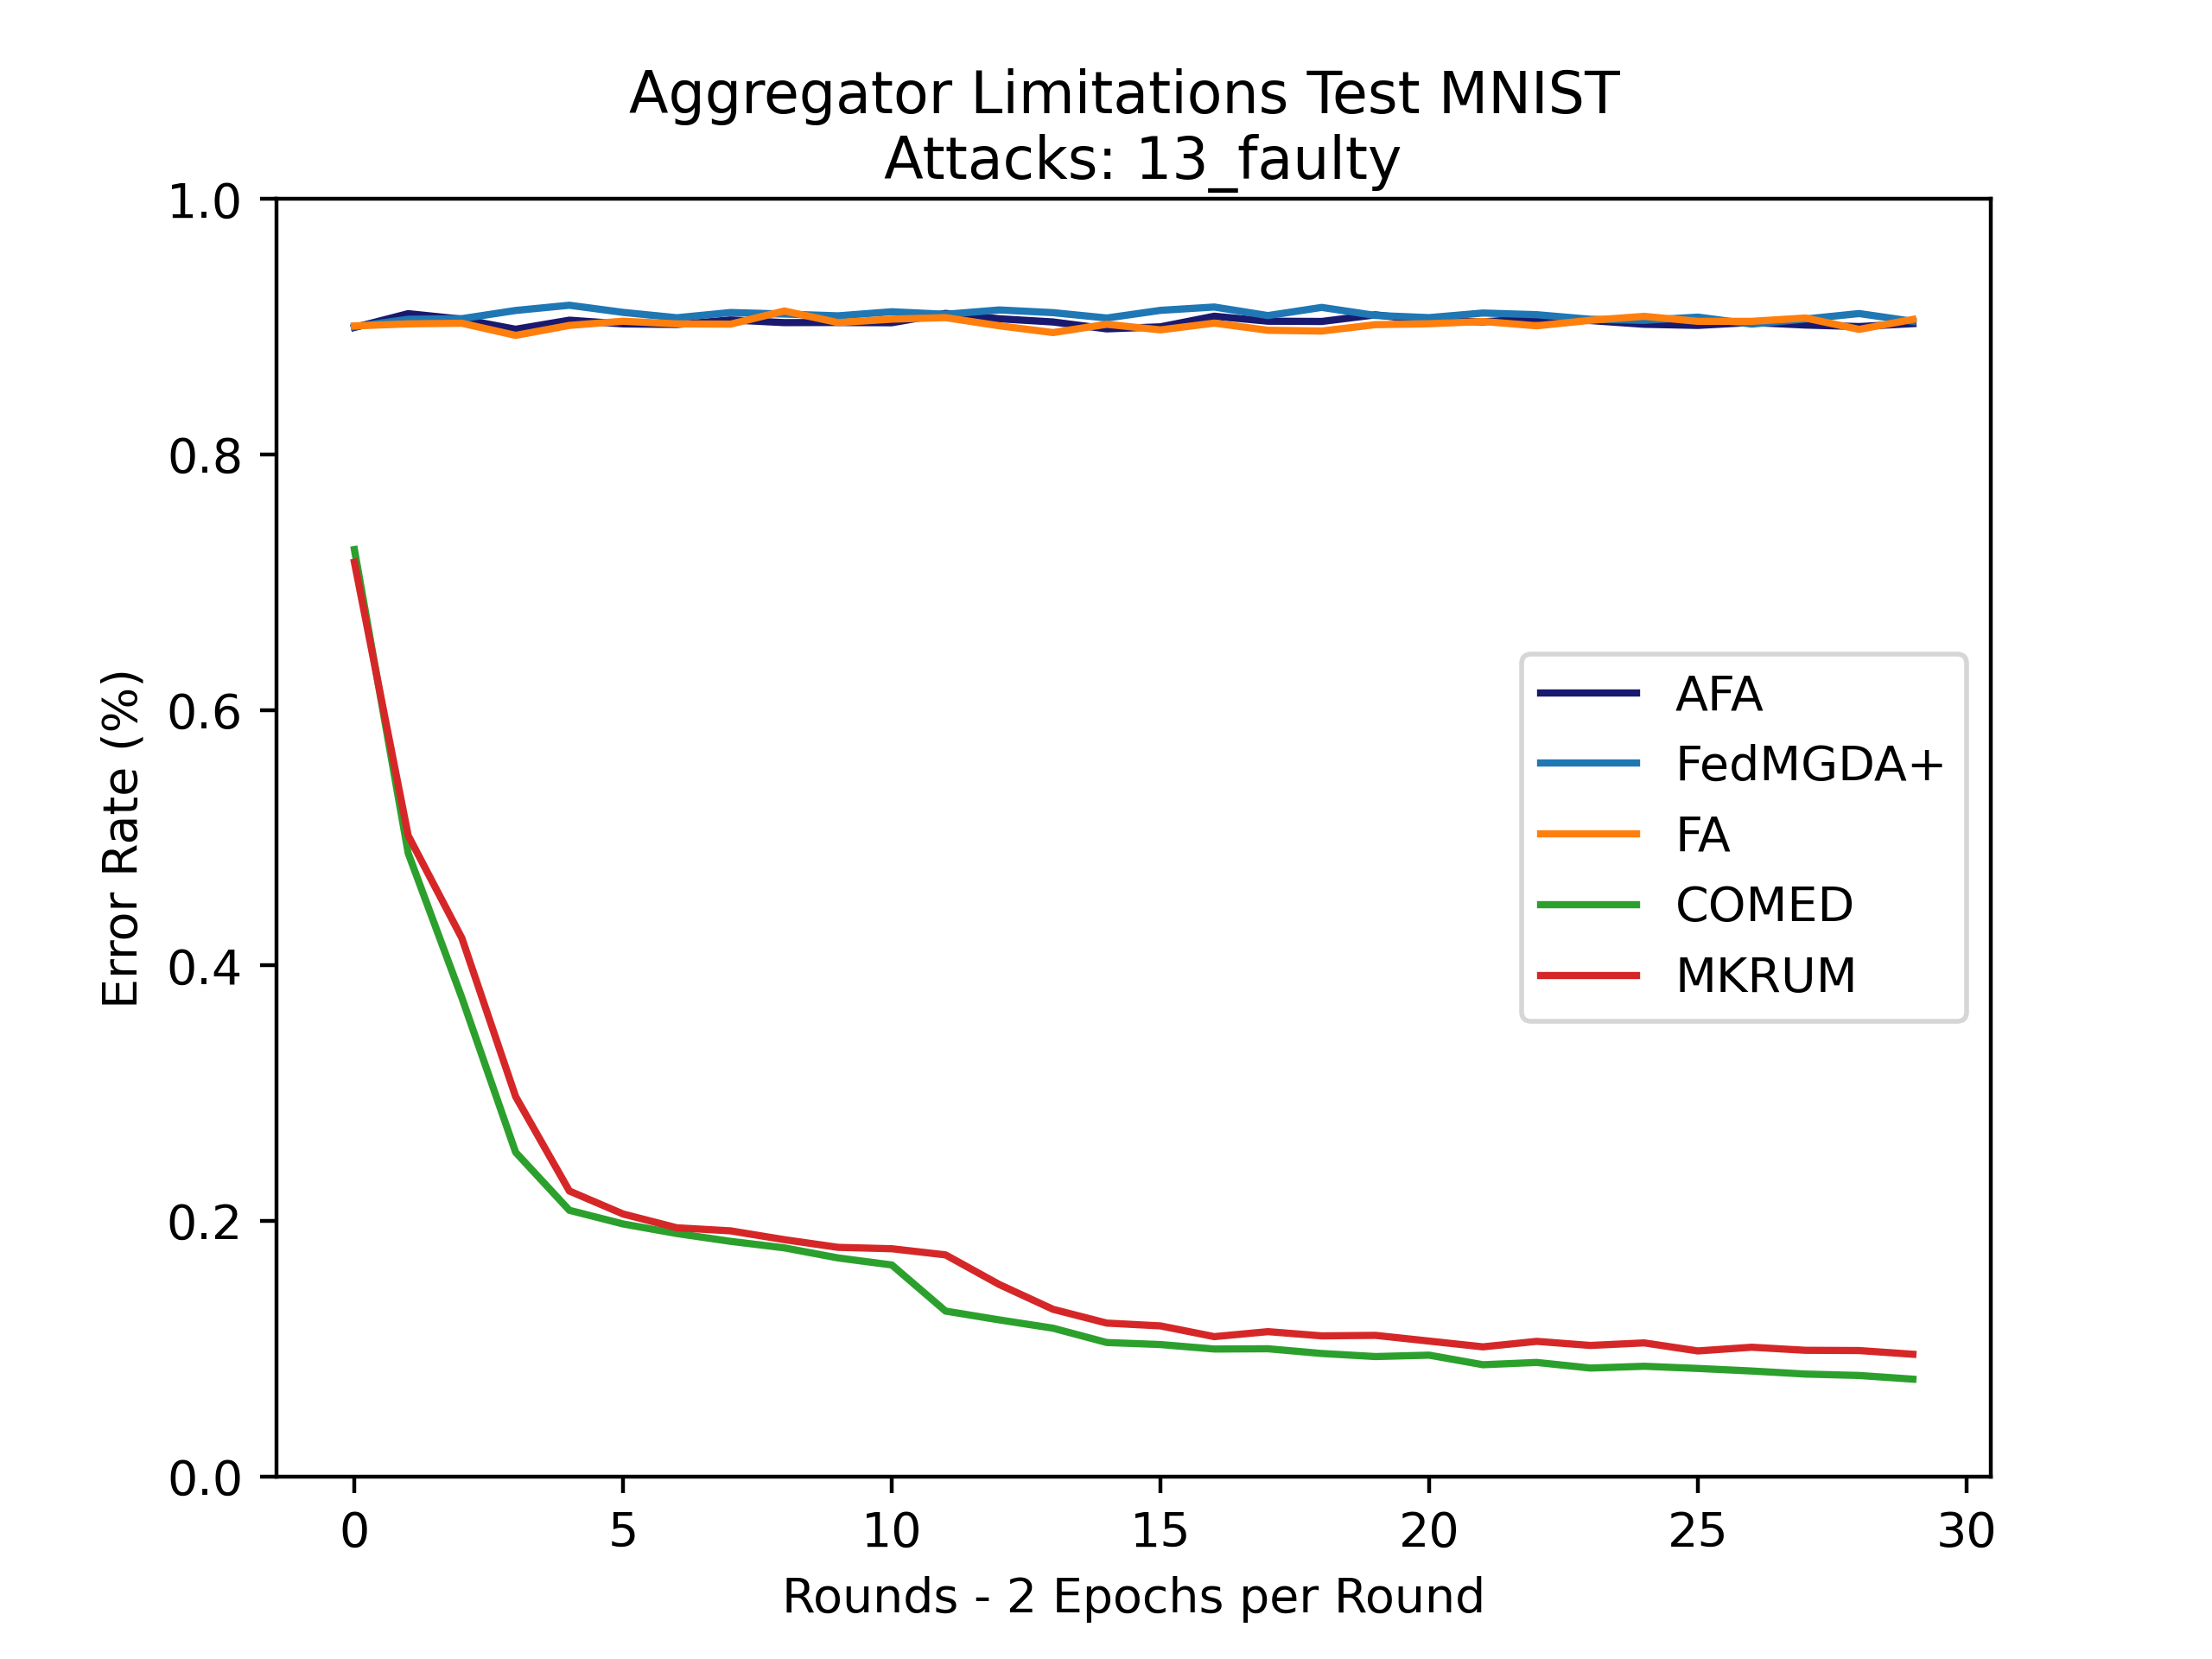 Aggregator Limitations Test MNIST
Attacks: 13_faulty
1.0
0.8
0.6
0.4
0.2
0.0
Error Rate (%)
AFA
FedMGDA+
FA
COMED
MKRUM
0 5 10 15 20 25 30
Rounds - 2 Epochs per Round